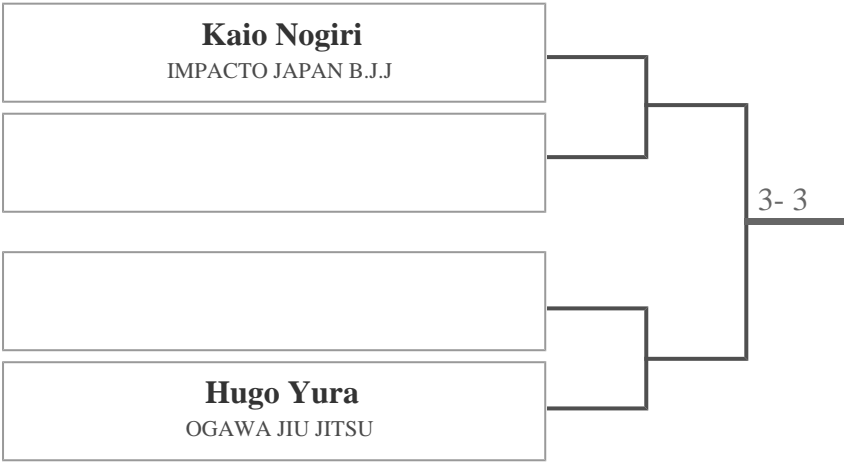 Kaio Nogiri
IMPACTO JAPAN B.J.J
3- 3
Hugo Yura
OGAWA JIU JITSU